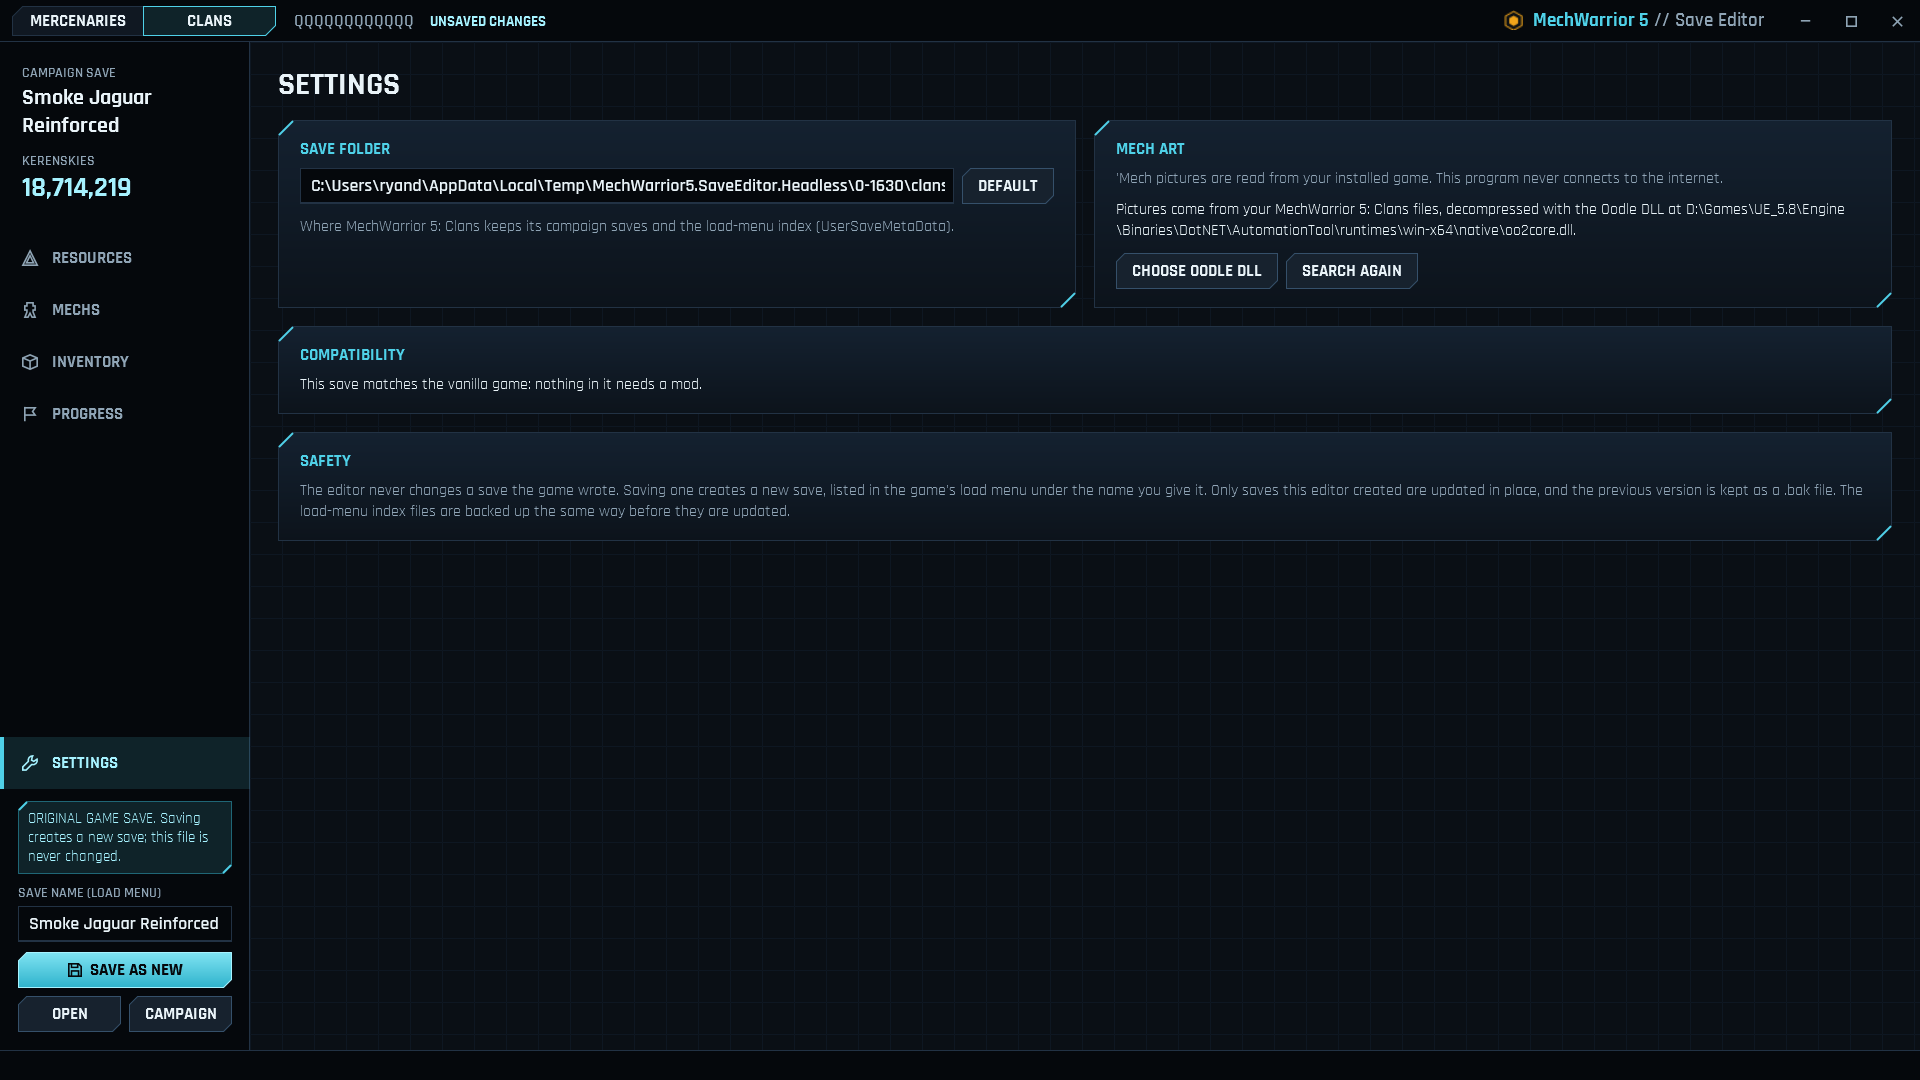 MERCENARIES
CLANS
QQQQQQQQQQQQ
UNSAVED CHANGES
MechWarrior 5 // Save Editor
CAMPAIGN SAVE
Smoke Jaguar
Reinforced
KERENSKIES
18,714,219
RESOURCES
MECHS
INVENTORY
PROGRESS
SETTINGS
ORIGINAL GAME SAVE. Saving
creates a new save; this file is
never changed.
SAVE NAME (LOAD MENU)
Smoke Jaguar Reinforced
SAVE AS NEW
OPEN
CAMPAIGN
SETTINGS
SAVE FOLDER
C:\Users\ryand\AppData\Local\Temp\MechWarrior5.SaveEditor.Headless\0-1630\clans
DEFAULT
Where MechWarrior 5: Clans keeps its campaign saves and the load-menu index (UserSaveMetaData).
MECH ART
'Mech pictures are read from your installed game. This program never connects to the internet.
Pictures come from your MechWarrior 5: Clans files, decompressed with the Oodle DLL at D:\Games\UE_5.8\Engine
\Binaries\DotNET\AutomationTool\runtimes\win-x64\native\oo2core.dll.
CHOOSE OODLE DLL
SEARCH AGAIN
COMPATIBILITY
This save matches the vanilla game: nothing in it needs a mod.
SAFETY
The editor never changes a save the game wrote. Saving one creates a new save, listed in the game's load menu under the name you give it. Only saves this editor created are updated in place, and the previous version is kept as a .bak file. The
load-menu index files are backed up the same way before they are updated.